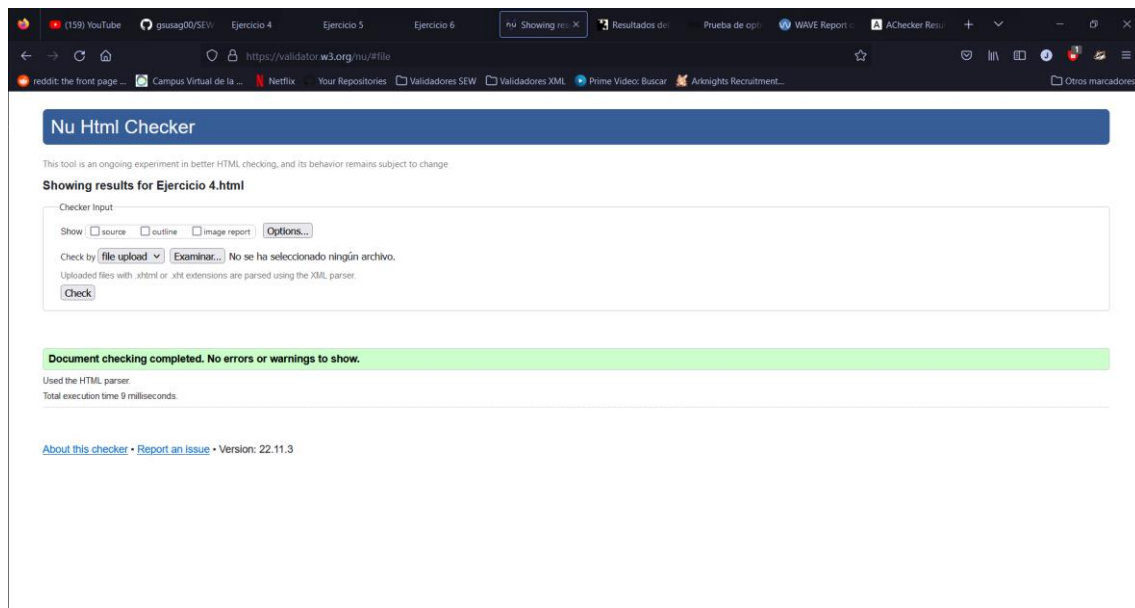 (159) YouTube gsusag00/SEW Ejercicio 4 Ejercicio 5 Ejercicio 6 Showing res Resultados del Prueba de opti WAVE Report o AChecker Resul
https://validator.w3.org/nu/#file
reddit: the front page ... Campus Virtual de la ... Netflix Your Repositories Validadores SEW Validadores XML Prime Video: Buscar Arknights Recruitment... Otros marcadores
Nu Html Checker
This tool is an ongoing experiment in better HTML checking, and its behavior remains subject to change
Showing results for Ejercicio 4.html
Checker Input
Show source outline image report Options...
Check by file upload Examinar... No se ha seleccionado ningún archivo.
Uploaded files with .xhtml or .xht extensions are parsed using the XML parser.
Check
Document checking completed. No errors or warnings to show.
Used the HTML parser.
Total execution time 9 milliseconds.
About this checker • Report an issue • Version: 22.11.3